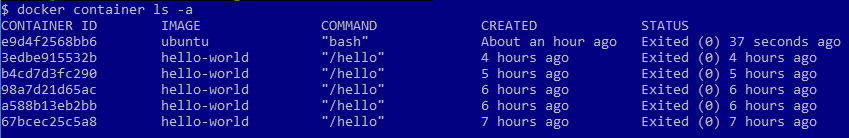 $ docker container ls -a
CONTAINER ID        IMAGE               COMMAND             CREATED             STATUS
e9d4f2568bb6        ubuntu              "bash"              About an hour ago   Exited (0) 37 seconds ago
3edbe915532b        hello-world         "/hello"            4 hours ago         Exited (0) 4 hours ago
b4cd7d3fc290        hello-world         "/hello"            5 hours ago         Exited (0) 5 hours ago
98a7d21d65ac        hello-world         "/hello"            6 hours ago         Exited (0) 6 hours ago
a588b13eb2bb        hello-world         "/hello"            6 hours ago         Exited (0) 6 hours ago
67bcec25c5a8        hello-world         "/hello"            7 hours ago         Exited (0) 7 hours ago